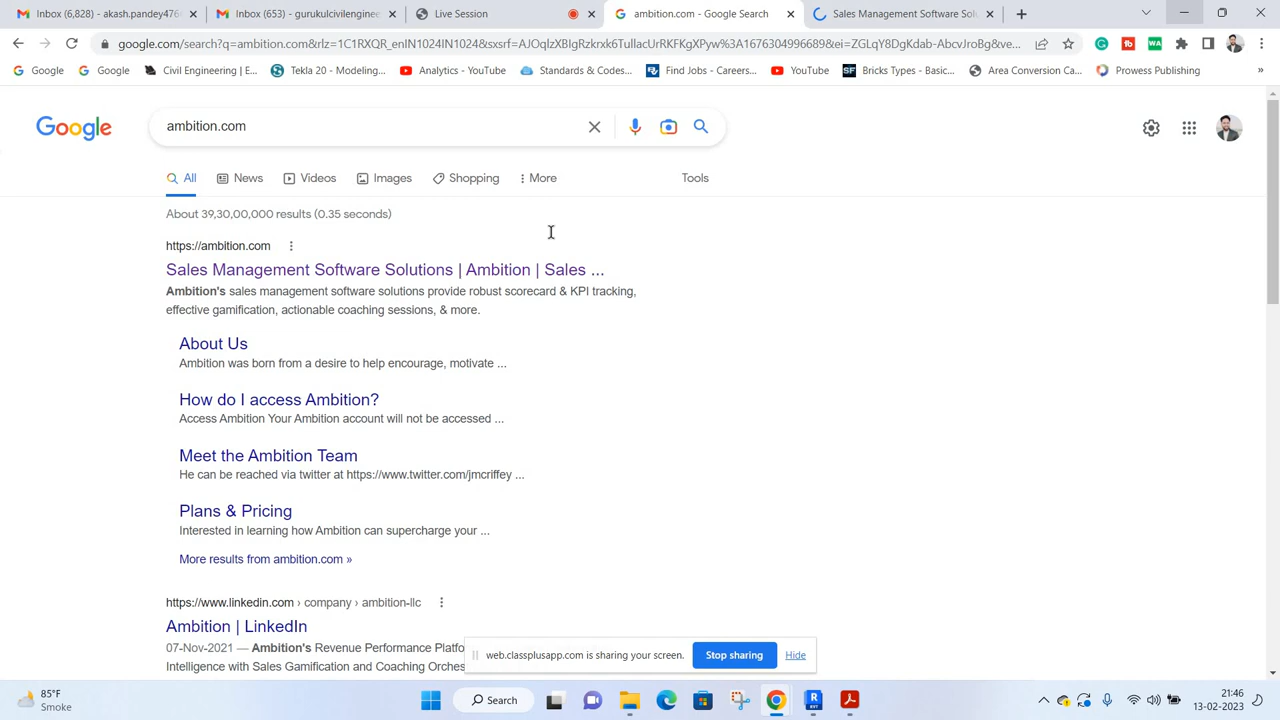 Inbox (6,828) - akash.pandey476
Inbox (653) - gurukulcivilengine
Live Session
ambition.com - Google Search
Sales Management Software Solu
google.com/search?q=ambition.com&rlz=1C1RXQR_enIN1024IN1024&sxsrf=AJOqlzXBIgRzkrxk6TullacUrRKFKgXPyw%3A1676304996689&ei=ZGLqY9DgKdab-AbcvJroBg&ve...
Google
Google
Civil Engineering | E...
Tekla 20 - Modeling...
Analytics - YouTube
Standards & Codes...
Find Jobs - Careers...
YouTube
Bricks Types - Basic...
Area Conversion Ca...
Prowess Publishing
»
Google
ambition.com
All
News
Videos
Images
Shopping
More
Tools
About 39,30,00,000 results (0.35 seconds)
https://ambition.com
Sales Management Software Solutions | Ambition | Sales ...
Ambition's sales management software solutions provide robust scorecard & KPI tracking,
effective gamification, actionable coaching sessions, & more.
About Us
Ambition was born from a desire to help encourage, motivate ...
How do I access Ambition?
Access Ambition Your Ambition account will not be accessed ...
Meet the Ambition Team
He can be reached via twitter at https://www.twitter.com/jmcriffey ...
Plans & Pricing
Interested in learning how Ambition can supercharge your ...
More results from ambition.com »
https://www.linkedin.com › company › ambition-llc
Ambition | LinkedIn
07-Nov-2021 — Ambition's Revenue Performance Platfo
Intelligence with Sales Gamification and Coaching Orches
web.classplusapp.com is sharing your screen.
Stop sharing
Hide
85°F
Smoke
Search
21:46
13-02-2023